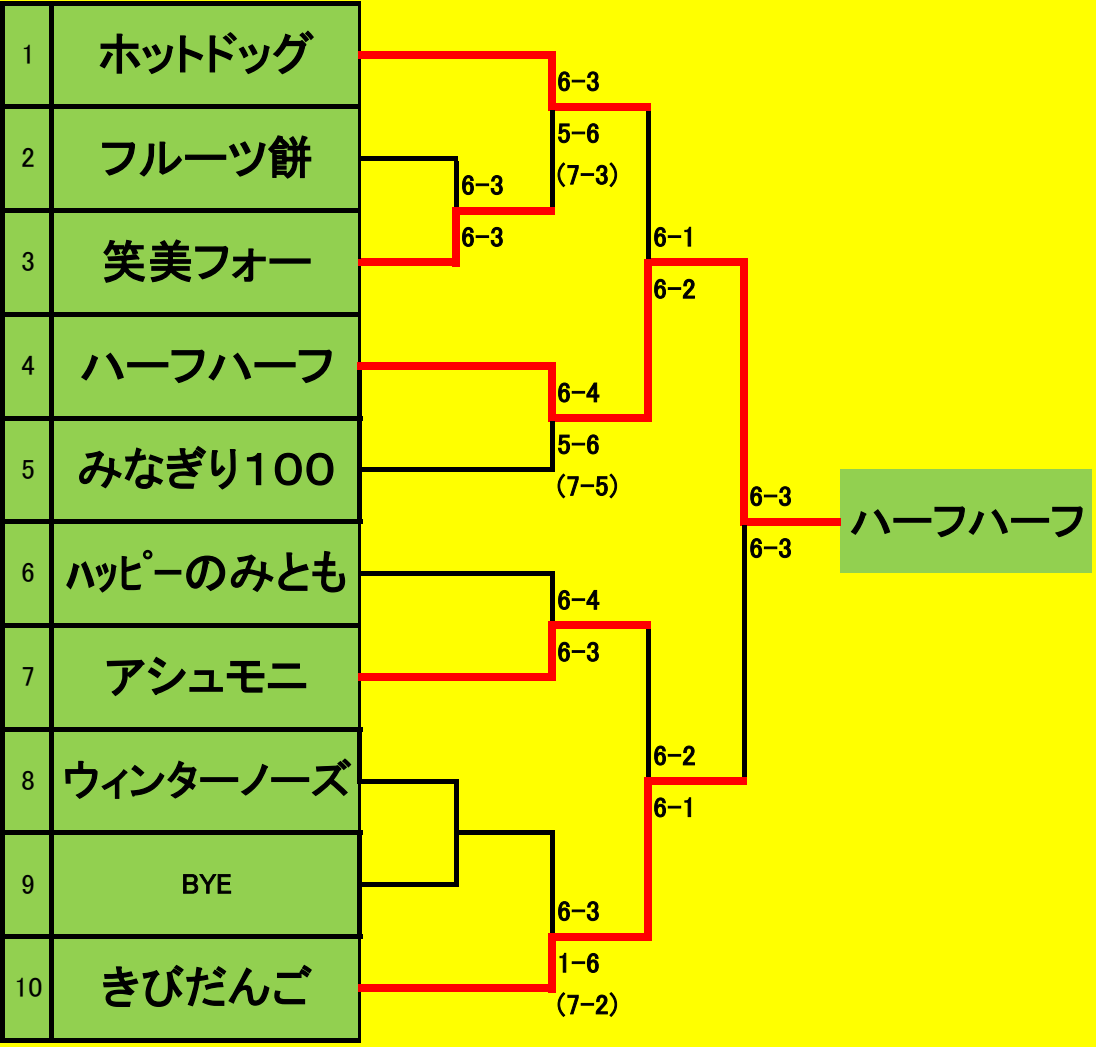 1 ホットドッグ
6-3
2 フルーツ餅
5-6
(7-3)
6-3
6-3
3 笑美フォー
6-1
6-2
4 ハーフハーフ
6-4
5-6
(7-5)
5 みなぎり100
6-3
ハーフハーフ
6-3
6 ハッピーのみとも
6-4
6-3
7 アシュモニ
6-2
6-1
8 ウィンターノーズ
9 BYE
6-3
1-6
(7-2)
10 きびだんご